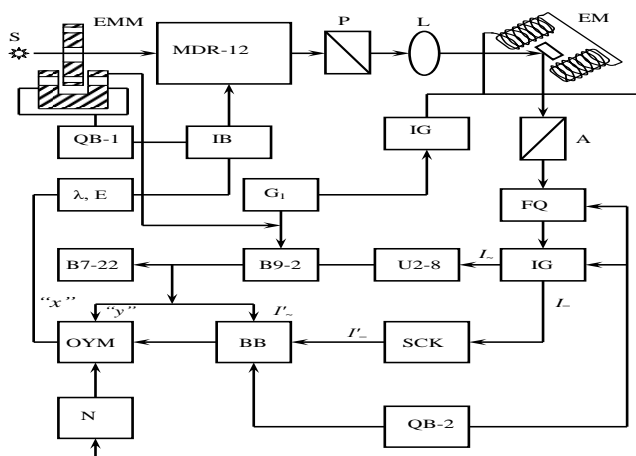 S
EMM
MDR-12
P
L
EM
QB-1
IB
IG
A
λ, E
G₁
FQ
B7-22
B9-2
U2-8
I~
IG
“x”
“y”
I'~
I–
OYM
BB
I'–
SCK
N
QB-2